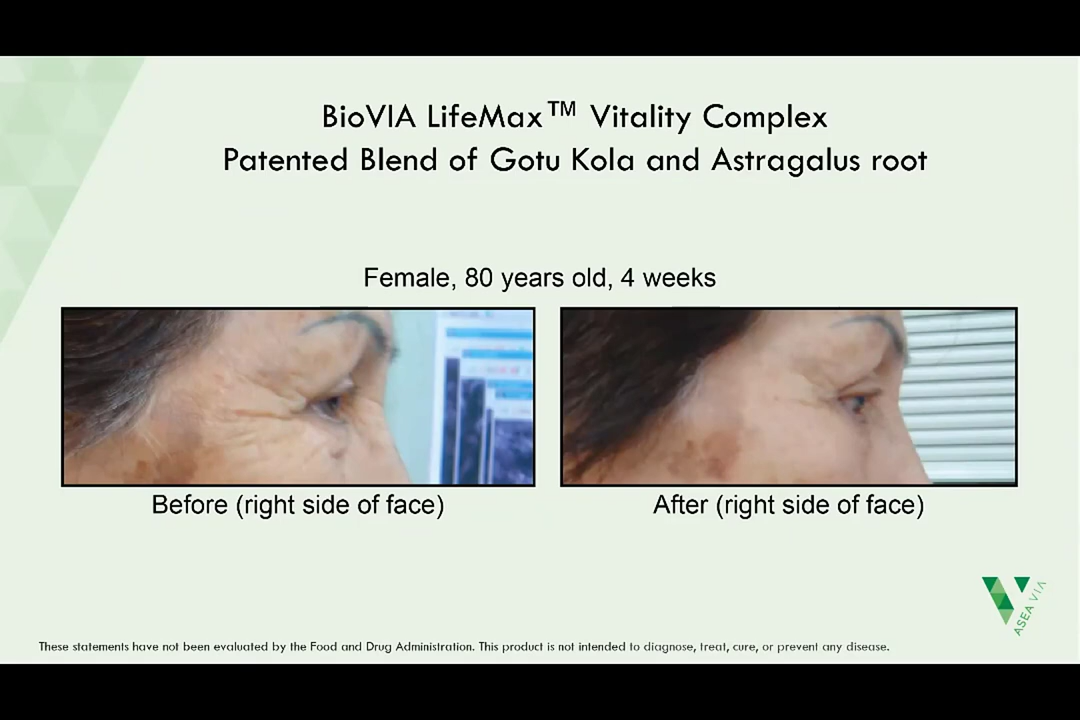 BioVIA LifeMax™ Vitality Complex
Patented Blend of Gotu Kola and Astragalus root
Female, 80 years old, 4 weeks
Before (right side of face)
After (right side of face)
ASEA VIA
These statements have not been evaluated by the Food and Drug Administration. This product is not intended to diagnose, treat, cure, or prevent any disease.